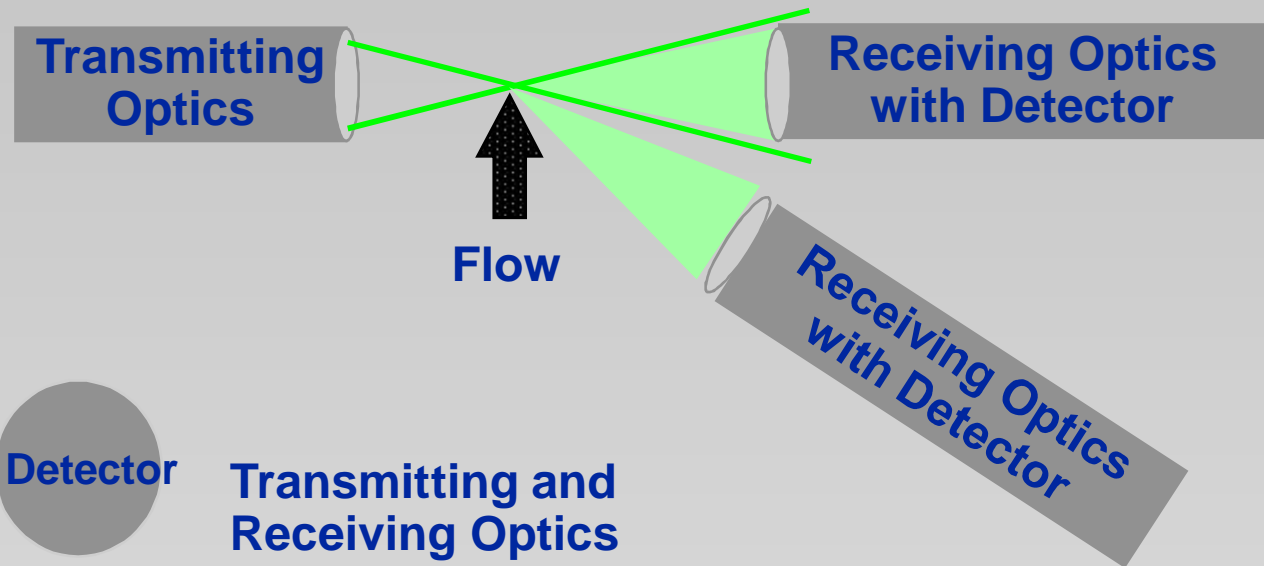 Transmitting
Optics
Receiving Optics
with Detector
Flow
Receiving Optics
with Detector
Detector
Transmitting and
Receiving Optics